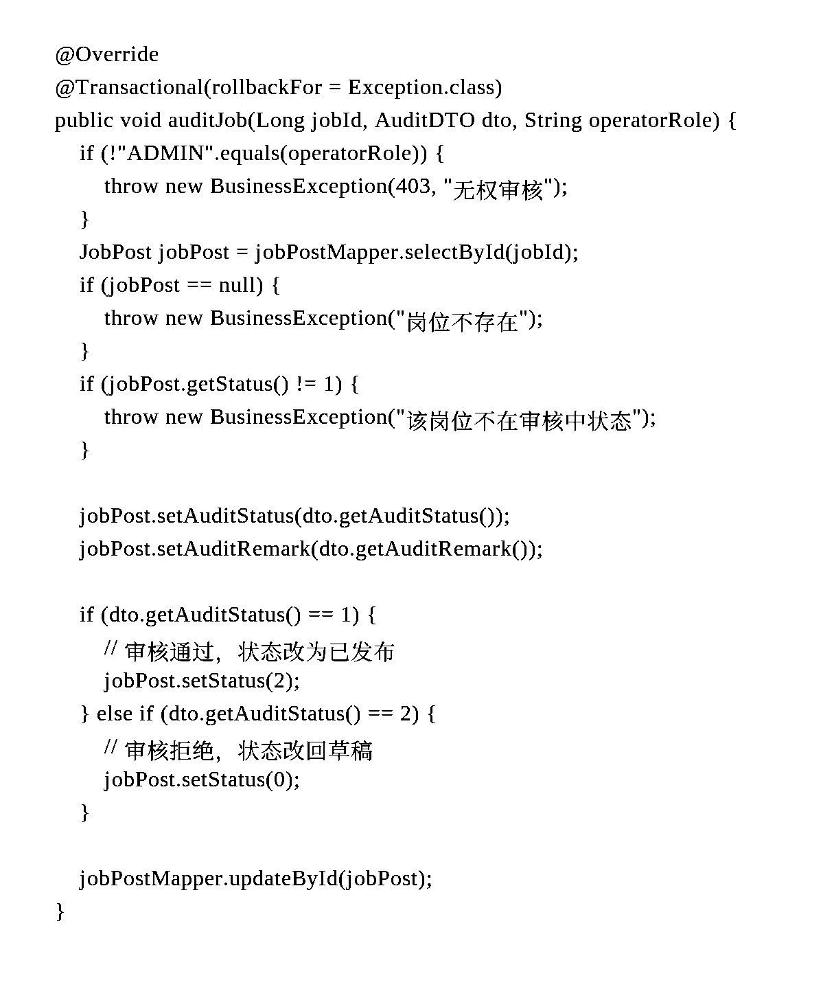 @Override
@Transactional(rollbackFor = Exception.class)
public void auditJob(Long jobId, AuditDTO dto, String operatorRole) {
    if (!"ADMIN".equals(operatorRole)) {
        throw new BusinessException(403, "无权审核");
    }
    JobPost jobPost = jobPostMapper.selectById(jobId);
    if (jobPost == null) {
        throw new BusinessException("岗位不存在");
    }
    if (jobPost.getStatus() != 1) {
        throw new BusinessException("该岗位不在审核中状态");
    }

    jobPost.setAuditStatus(dto.getAuditStatus());
    jobPost.setAuditRemark(dto.getAuditRemark());

    if (dto.getAuditStatus() == 1) {
        // 审核通过，状态改为已发布
        jobPost.setStatus(2);
    } else if (dto.getAuditStatus() == 2) {
        // 审核拒绝，状态改回草稿
        jobPost.setStatus(0);
    }

    jobPostMapper.updateById(jobPost);
}